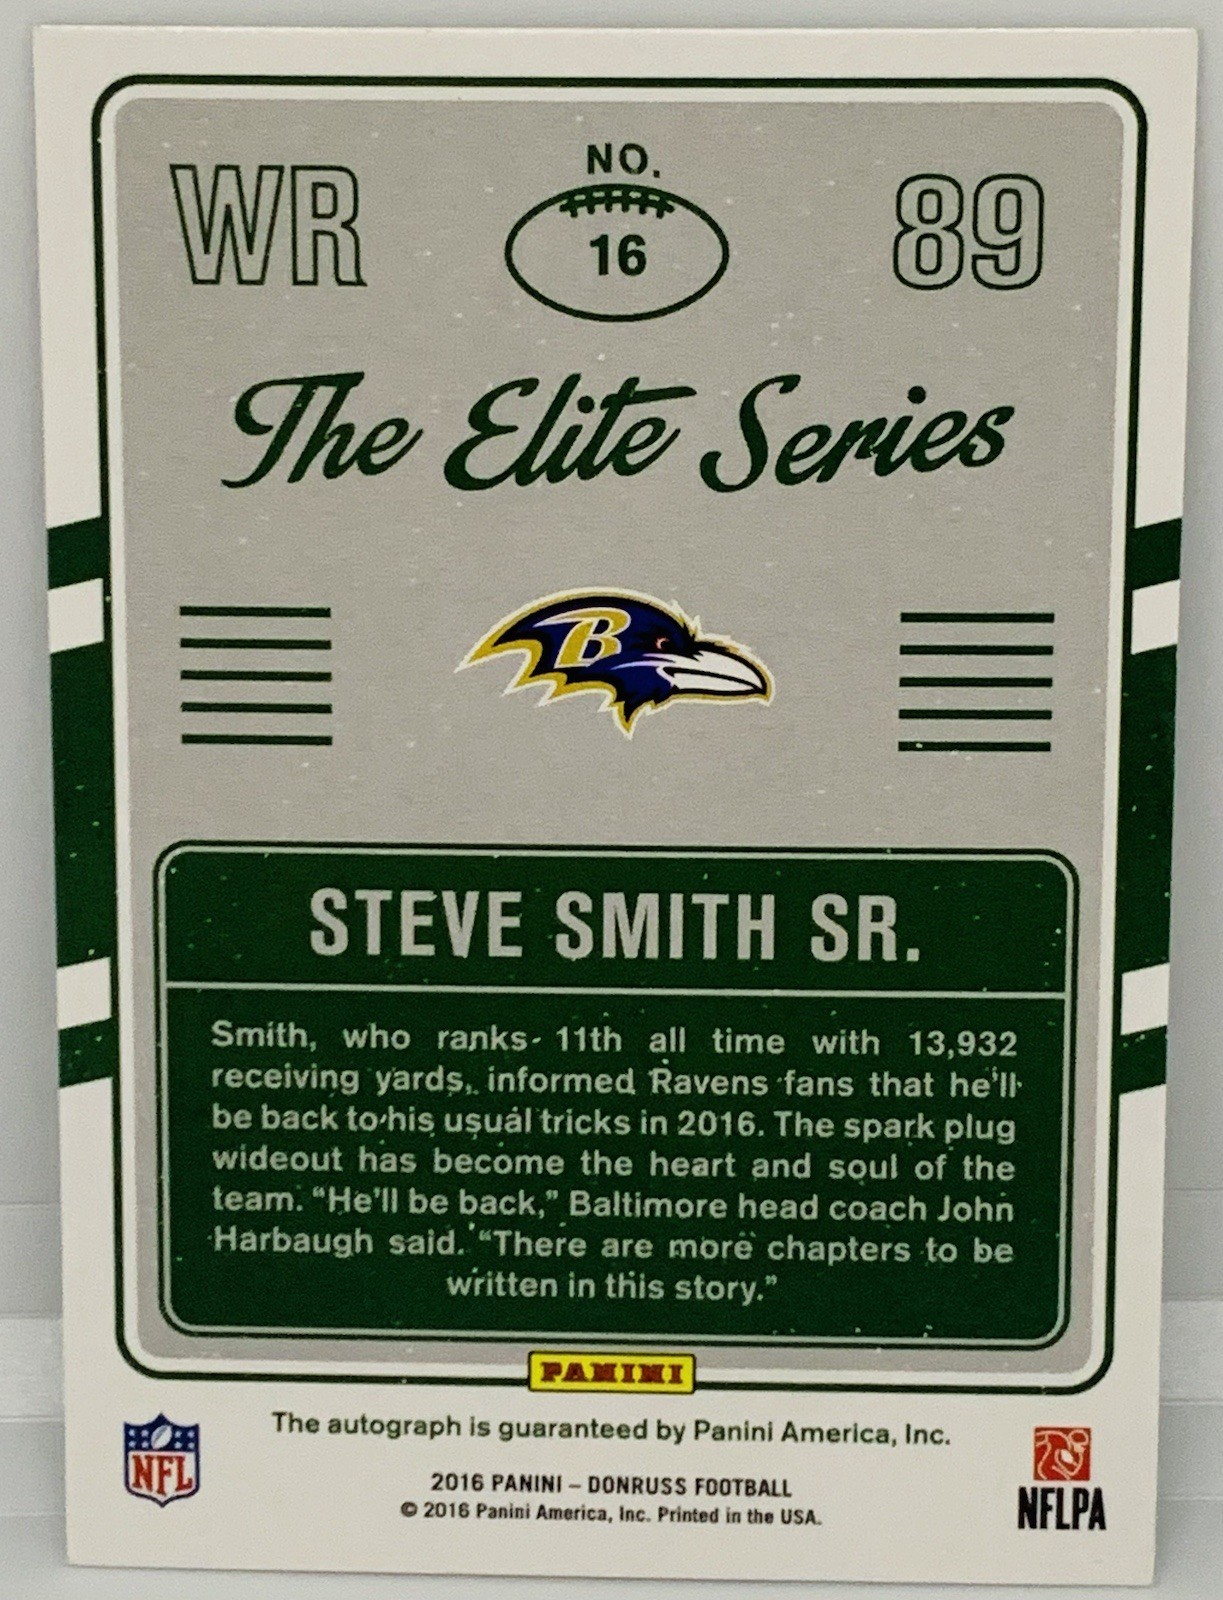 NO.
WR 16 89
The Elite Series
B
STEVE SMITH SR.
Smith, who ranks 11th all time with 13,932
receiving yards, informed Ravens fans that he'll
be back to his usual tricks in 2016. The spark plug
wideout has become the heart and soul of the
team. “He'll be back,” Baltimore head coach John
Harbaugh said. “There are more chapters to be
written in this story.”
PANINI
The autograph is guaranteed by Panini America, Inc.
NFL
2016 PANINI – DONRUSS FOOTBALL
© 2016 Panini America, Inc. Printed in the USA.
NFLPA